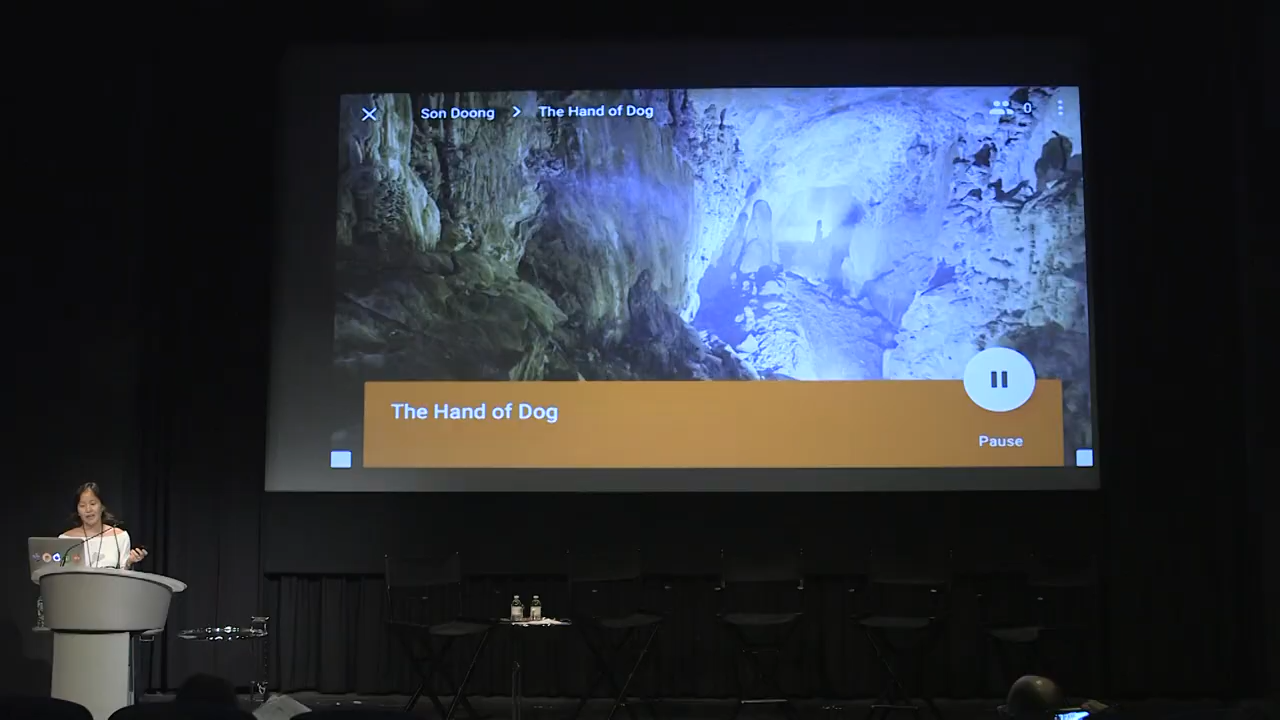 Son Doong > The Hand of Dog
0
The Hand of Dog
Pause